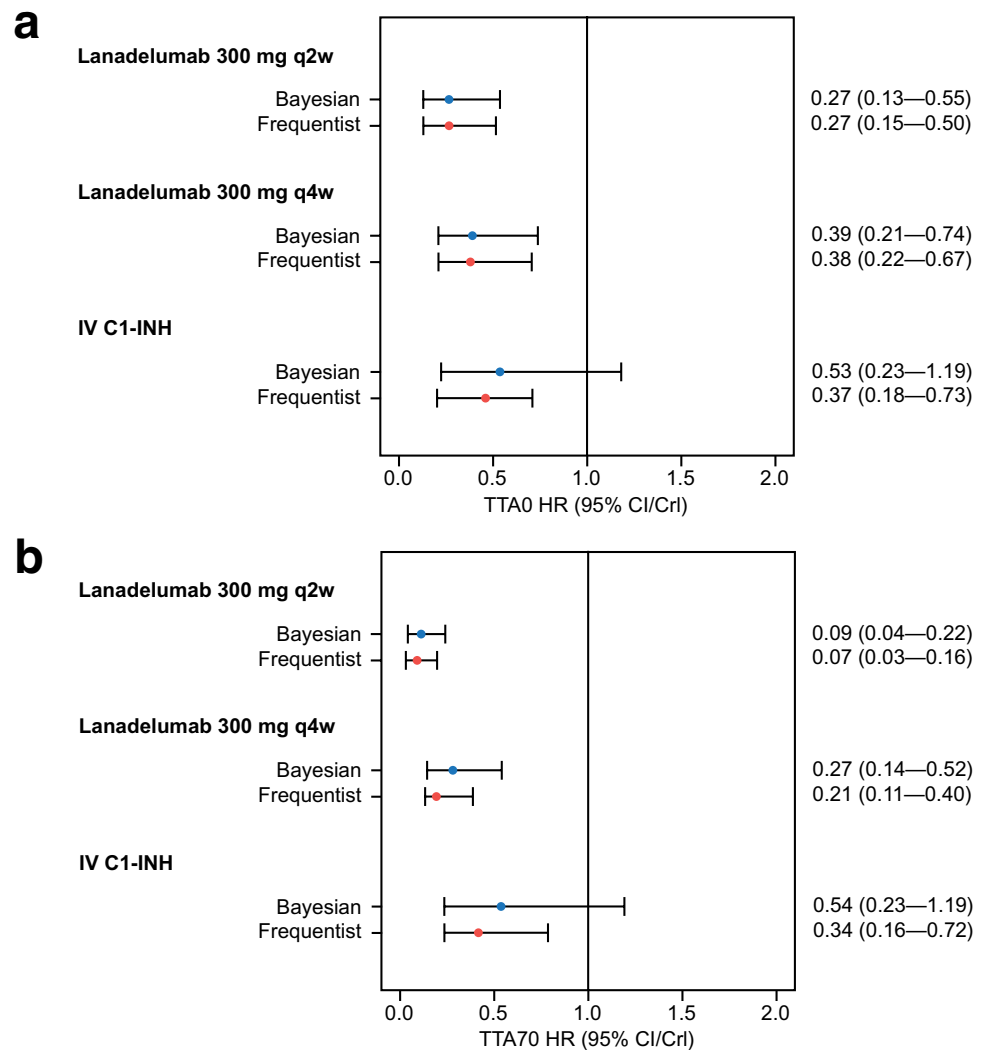 a
Lanadelumab 300 mg q2w
Bayesian 0.27 (0.13—0.55)
Frequentist 0.27 (0.15—0.50)
Lanadelumab 300 mg q4w
Bayesian 0.39 (0.21—0.74)
Frequentist 0.38 (0.22—0.67)
IV C1-INH
Bayesian 0.53 (0.23—1.19)
Frequentist 0.37 (0.18—0.73)
0.0 0.5 1.0 1.5 2.0
TTA0 HR (95% CI/Crl)
b
Lanadelumab 300 mg q2w
Bayesian 0.09 (0.04—0.22)
Frequentist 0.07 (0.03—0.16)
Lanadelumab 300 mg q4w
Bayesian 0.27 (0.14—0.52)
Frequentist 0.21 (0.11—0.40)
IV C1-INH
Bayesian 0.54 (0.23—1.19)
Frequentist 0.34 (0.16—0.72)
0.0 0.5 1.0 1.5 2.0
TTA70 HR (95% CI/Crl)